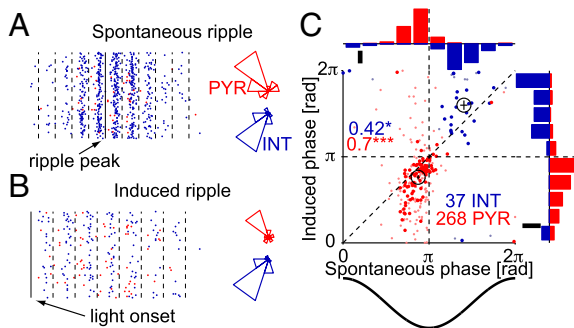 A
Spontaneous ripple
PYR
INT
ripple peak
B
Induced ripple
light onset
C
2π
π
0
Induced phase [rad]
0.42*
0.7***
37 INT
268 PYR
0
π
2π
Spontaneous phase [rad]